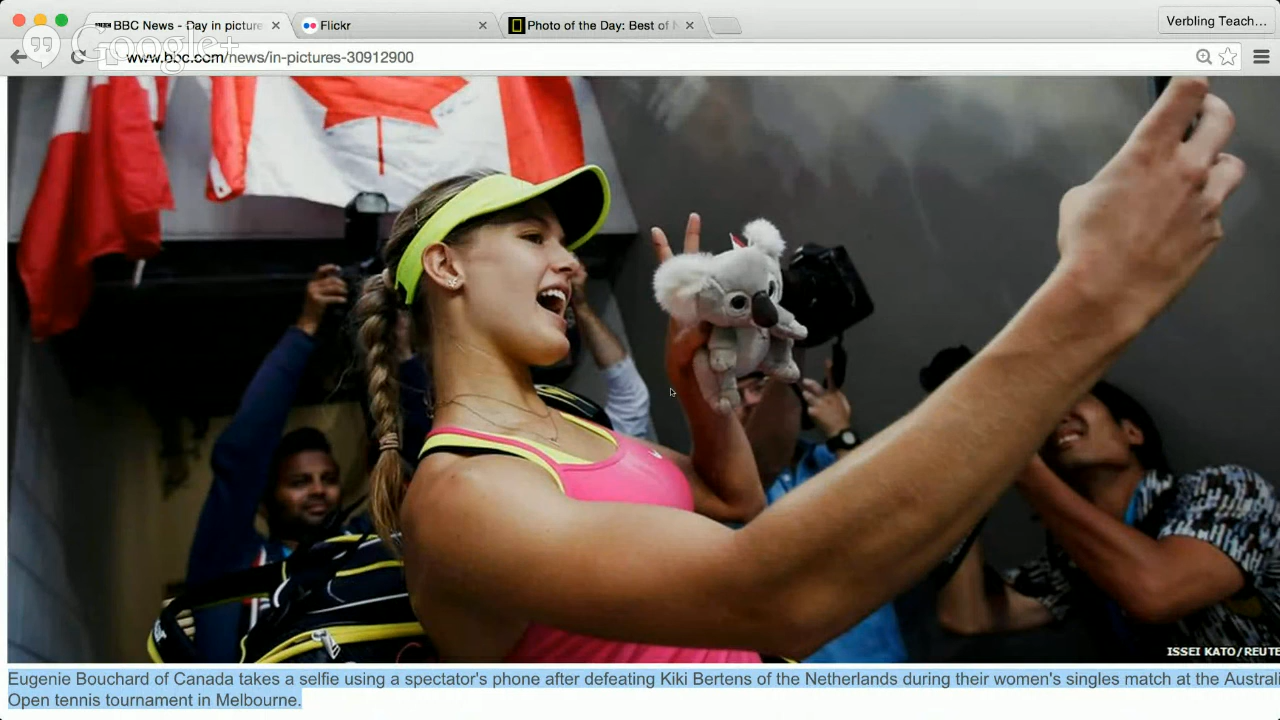 BBC News - Day in picture
Flickr
Photo of the Day: Best of N
Verbling Teach...
Google+
www.bbc.com/news/in-pictures-30912900
ISSEI KATO/REUTE
Eugenie Bouchard of Canada takes a selfie using a spectator's phone after defeating Kiki Bertens of the Netherlands during their women's singles match at the Australi
Open tennis tournament in Melbourne.